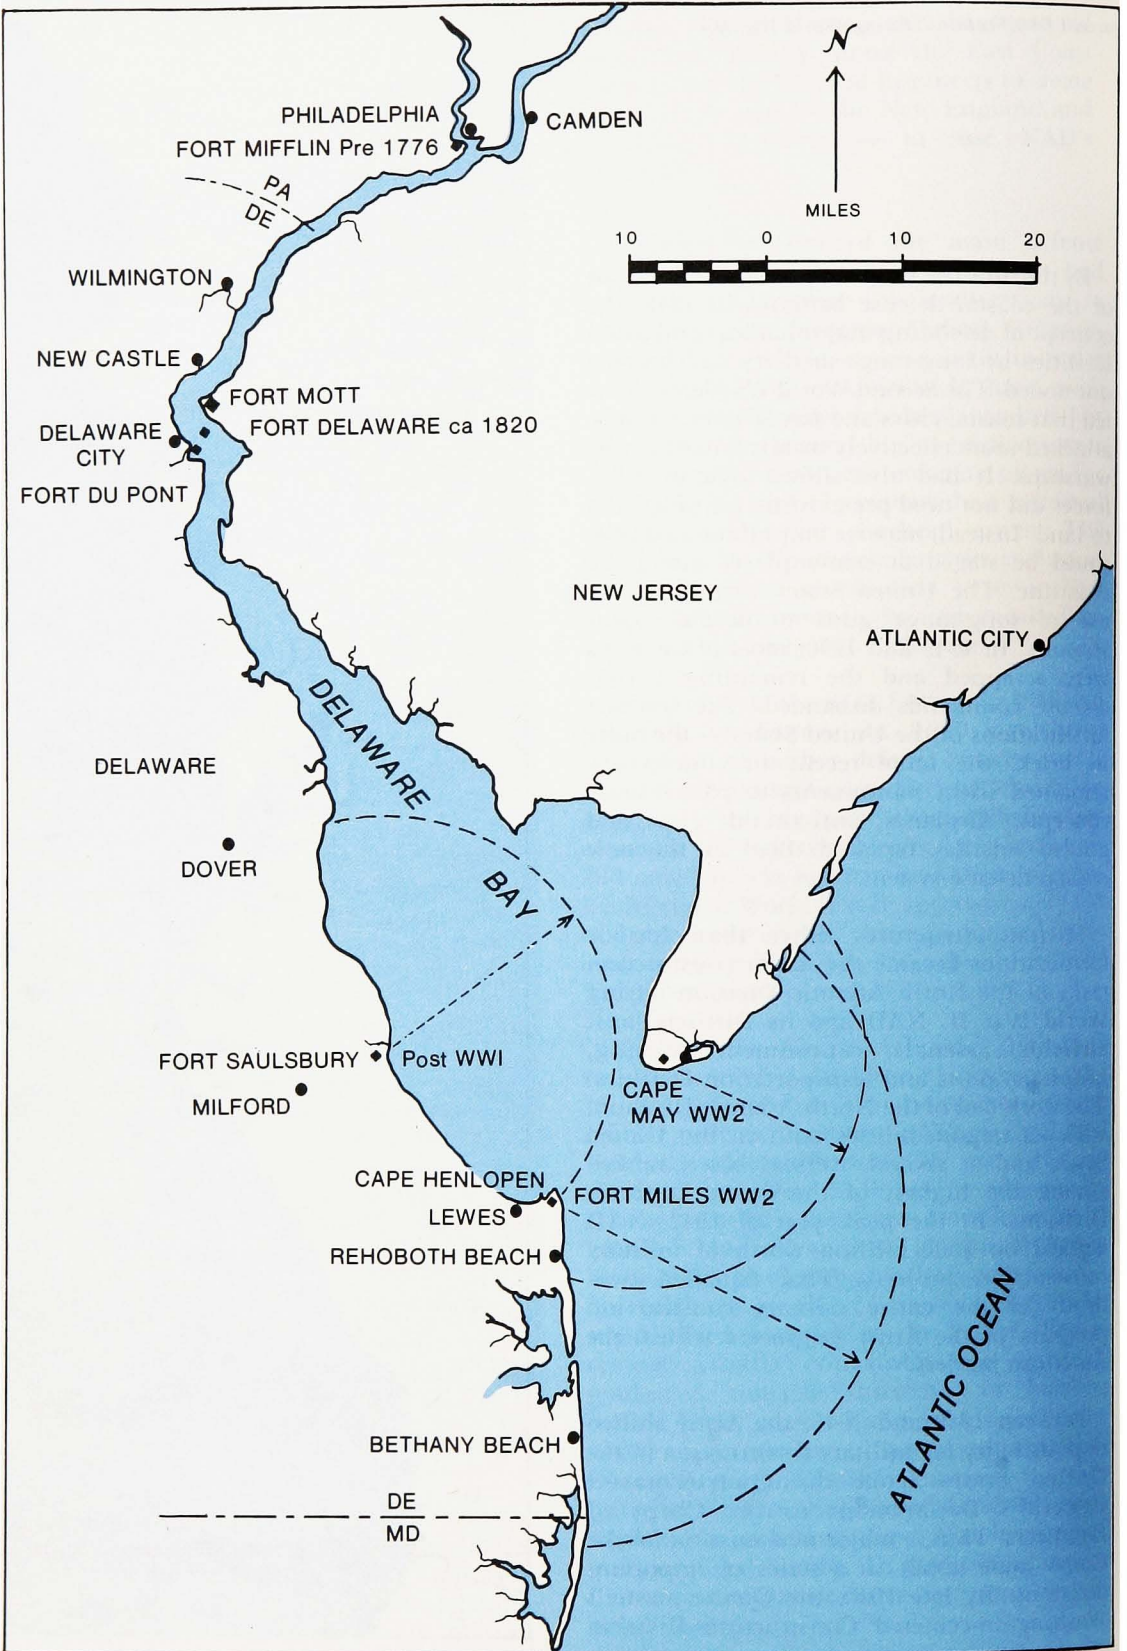 N
PHILADELPHIA
CAMDEN
FORT MIFFLIN Pre 1776
PA
DE
MILES
10 0 10 20
WILMINGTON
NEW CASTLE
FORT MOTT
FORT DELAWARE ca 1820
DELAWARE
CITY
FORT DU PONT
NEW JERSEY
ATLANTIC CITY
DELAWARE
BAY
DELAWARE
DOVER
FORT SAULSBURY
Post WWI
MILFORD
CAPE
MAY WW2
CAPE HENLOPEN
FORT MILES WW2
LEWES
REHOBOTH BEACH
ATLANTIC OCEAN
BETHANY BEACH
DE
MD